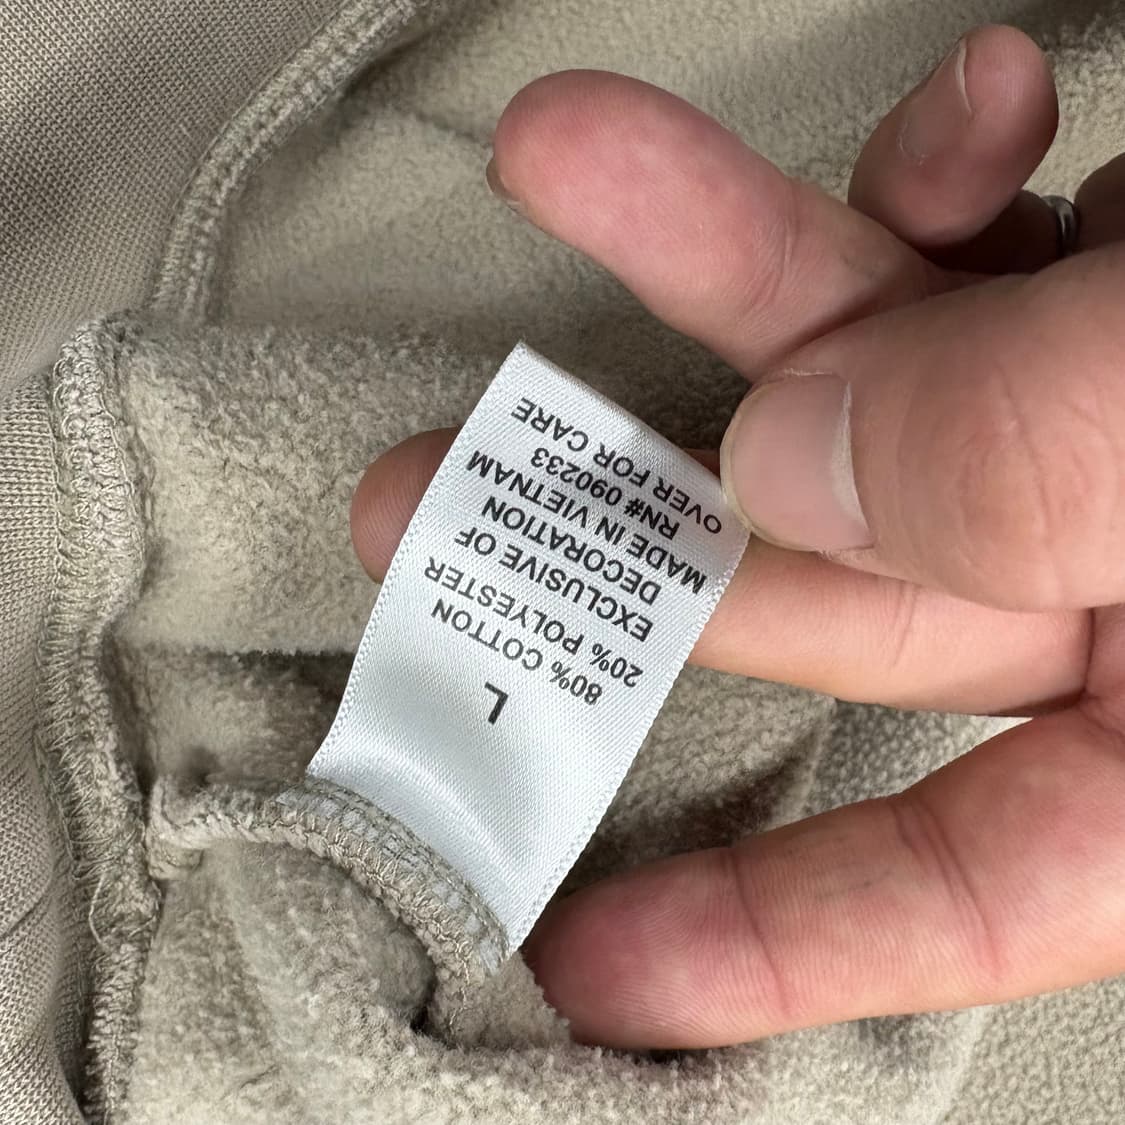 L
80% COTTON
20% POLYESTER
EXCLUSIVE OF
DECORATION
MADE IN VIETNAM
RN# 090233
OVER FOR CARE